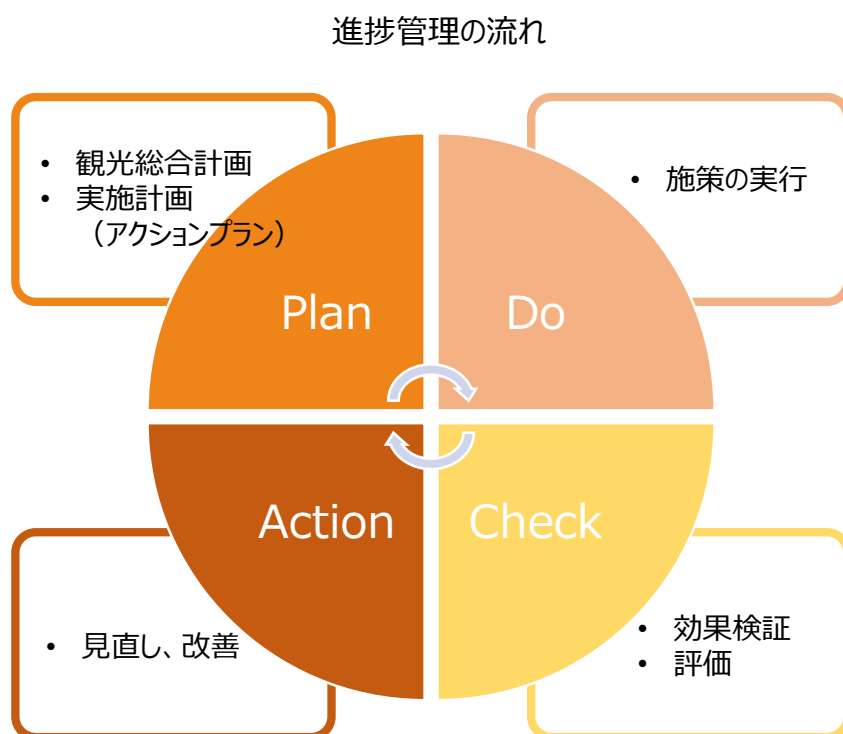 進捗管理の流れ
• 観光総合計画
• 実施計画
（アクションプラン）
Plan
• 施策の実行
Do
Action
• 見直し、改善
Check
• 効果検証
• 評価